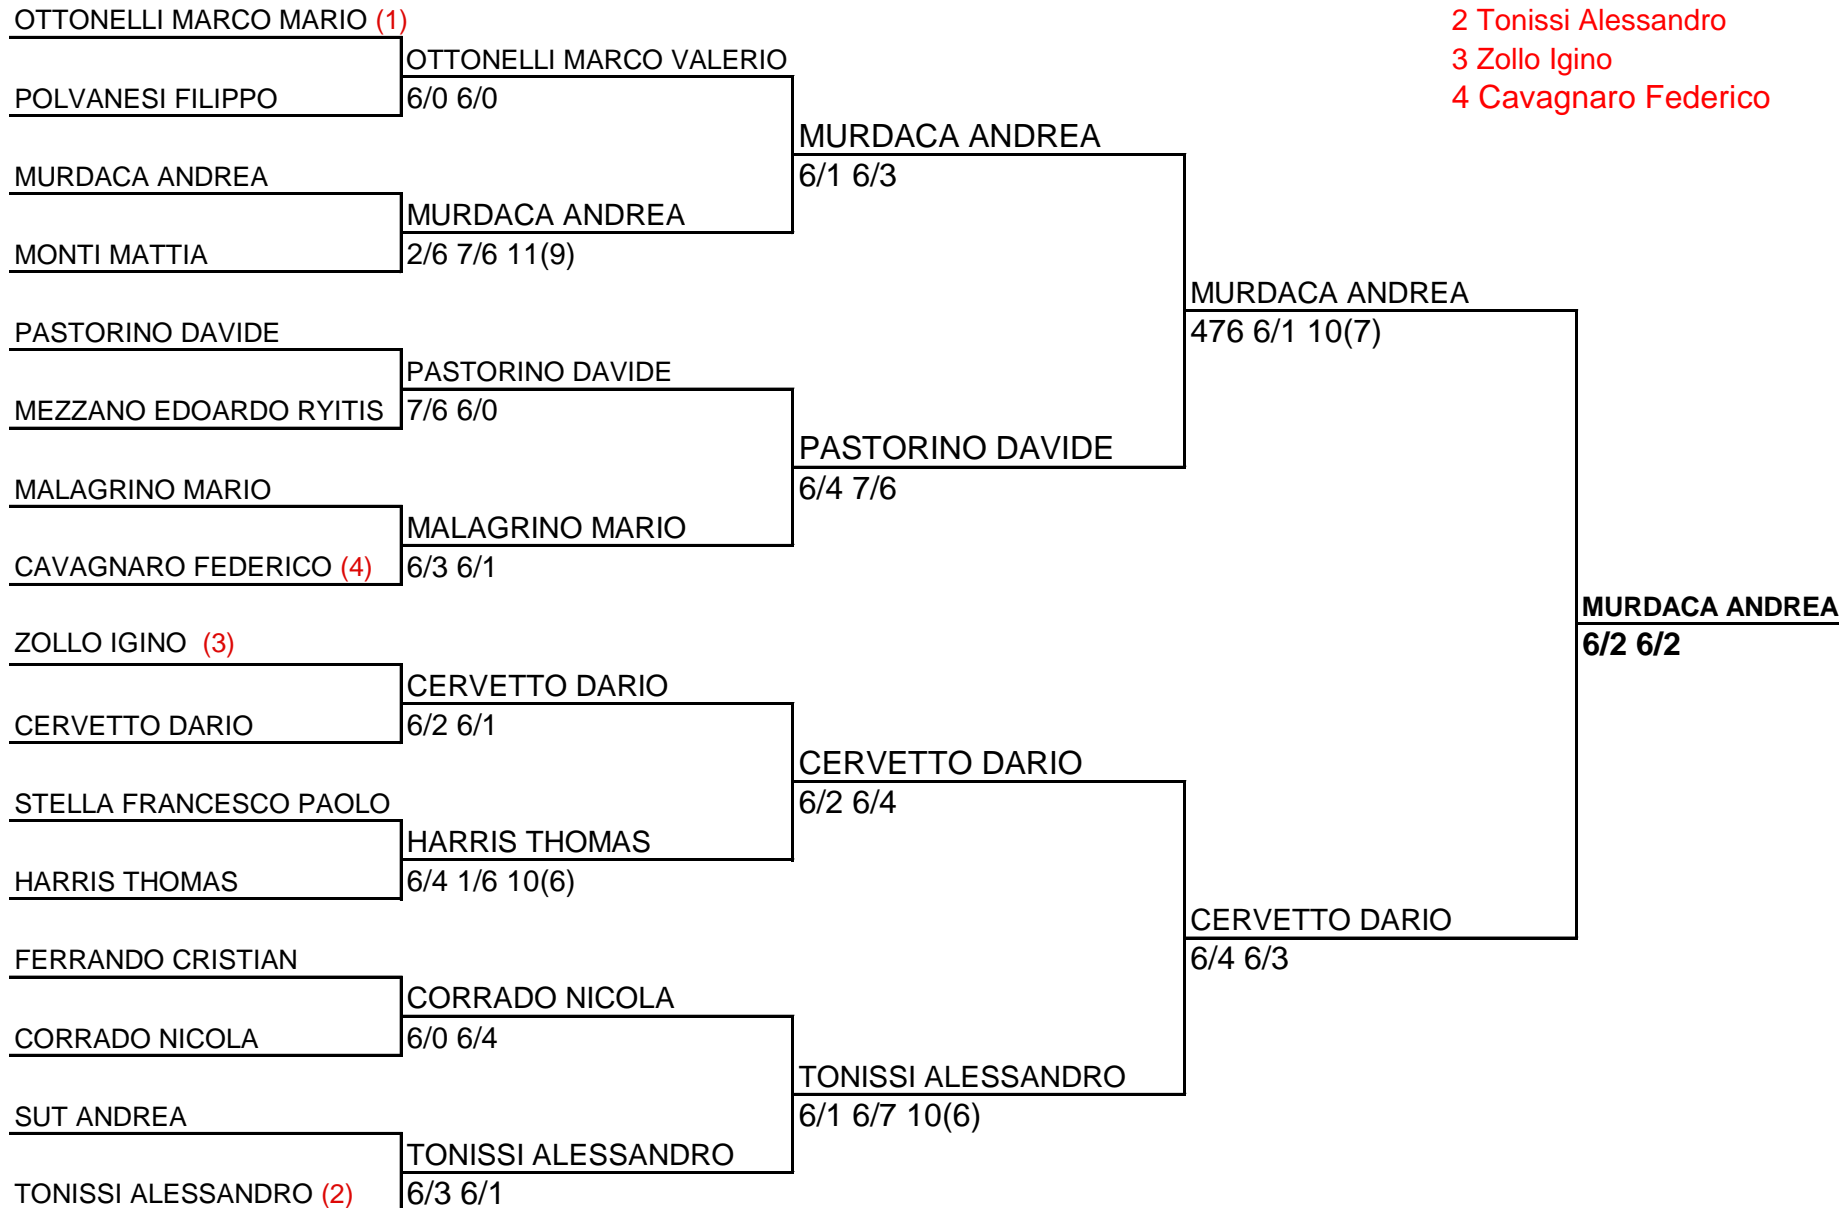 OTTONELLI MARCO MARIO (1)
2 Tonissi Alessandro
OTTONELLI MARCO VALERIO
3 Zollo Igino
POLVANESI FILIPPO
6/0 6/0
4 Cavagnaro Federico
MURDACA ANDREA
MURDACA ANDREA
6/1 6/3
MURDACA ANDREA
MONTI MATTIA
2/6 7/6 11(9)
MURDACA ANDREA
PASTORINO DAVIDE
476 6/1 10(7)
PASTORINO DAVIDE
MEZZANO EDOARDO RYITIS
7/6 6/0
PASTORINO DAVIDE
MALAGRINO MARIO
6/4 7/6
MALAGRINO MARIO
CAVAGNARO FEDERICO (4)
6/3 6/1
MURDACA ANDREA
ZOLLO IGINO (3)
6/2 6/2
CERVETTO DARIO
CERVETTO DARIO
6/2 6/1
CERVETTO DARIO
STELLA FRANCESCO PAOLO
6/2 6/4
HARRIS THOMAS
HARRIS THOMAS
6/4 1/6 10(6)
CERVETTO DARIO
FERRANDO CRISTIAN
6/4 6/3
CORRADO NICOLA
CORRADO NICOLA
6/0 6/4
TONISSI ALESSANDRO
SUT ANDREA
6/1 6/7 10(6)
TONISSI ALESSANDRO
TONISSI ALESSANDRO (2)
6/3 6/1